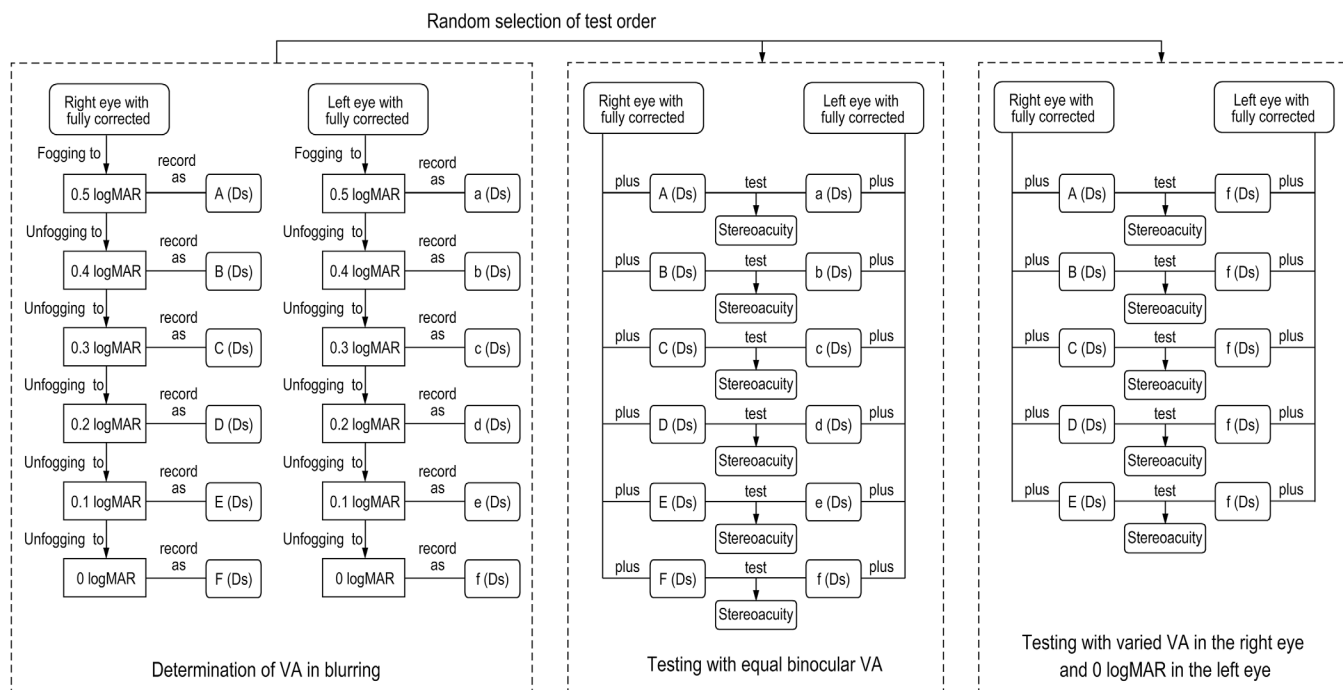 Random selection of test order
Right eye with
fully corrected
Left eye with
fully corrected
Fogging to
record
as
0.5 logMAR
A (Ds)
Fogging to
record
as
0.5 logMAR
a (Ds)
Unfogging to
record
as
0.4 logMAR
B (Ds)
Unfogging to
record
as
0.4 logMAR
b (Ds)
Unfogging to
record
as
0.3 logMAR
C (Ds)
Unfogging to
record
as
0.3 logMAR
c (Ds)
Unfogging to
record
as
0.2 logMAR
D (Ds)
Unfogging to
record
as
0.2 logMAR
d (Ds)
Unfogging to
record
as
0.1 logMAR
E (Ds)
Unfogging to
record
as
0.1 logMAR
e (Ds)
Unfogging to
record
as
0 logMAR
F (Ds)
Unfogging to
record
as
0 logMAR
f (Ds)
Determination of VA in blurring
Right eye with
fully corrected
Left eye with
fully corrected
plus A (Ds) test a (Ds) plus
Stereoacuity
plus B (Ds) test b (Ds) plus
Stereoacuity
plus C (Ds) test c (Ds) plus
Stereoacuity
plus D (Ds) test d (Ds) plus
Stereoacuity
plus E (Ds) test e (Ds) plus
Stereoacuity
plus F (Ds) test f (Ds) plus
Stereoacuity
Testing with equal binocular VA
Right eye with
fully corrected
Left eye with
fully corrected
plus A (Ds) test f (Ds) plus
Stereoacuity
plus B (Ds) test f (Ds) plus
Stereoacuity
plus C (Ds) test f (Ds) plus
Stereoacuity
plus D (Ds) test f (Ds) plus
Stereoacuity
plus E (Ds) test f (Ds) plus
Stereoacuity
Testing with varied VA in the right eye
and 0 logMAR in the left eye